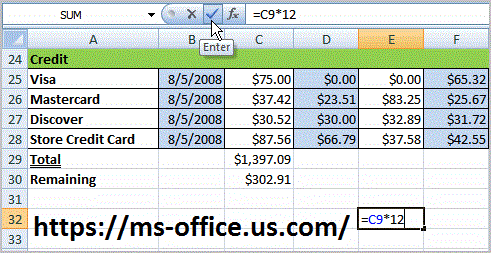 SUM fx =C9*12
Enter
A B C D E F
24 Credit
25 Visa 8/5/2008 $75.00 $0.00 $0.00 $65.32
26 Mastercard 8/5/2008 $37.42 $23.51 $83.25 $25.67
27 Discover 8/5/2008 $30.52 $30.00 $32.89 $31.72
28 Store Credit Card 8/5/2008 $87.56 $66.79 $37.58 $42.55
29 Total $1,397.09
30 Remaining $302.91
31
32 https://ms-office.us.com/ =C9*12
33